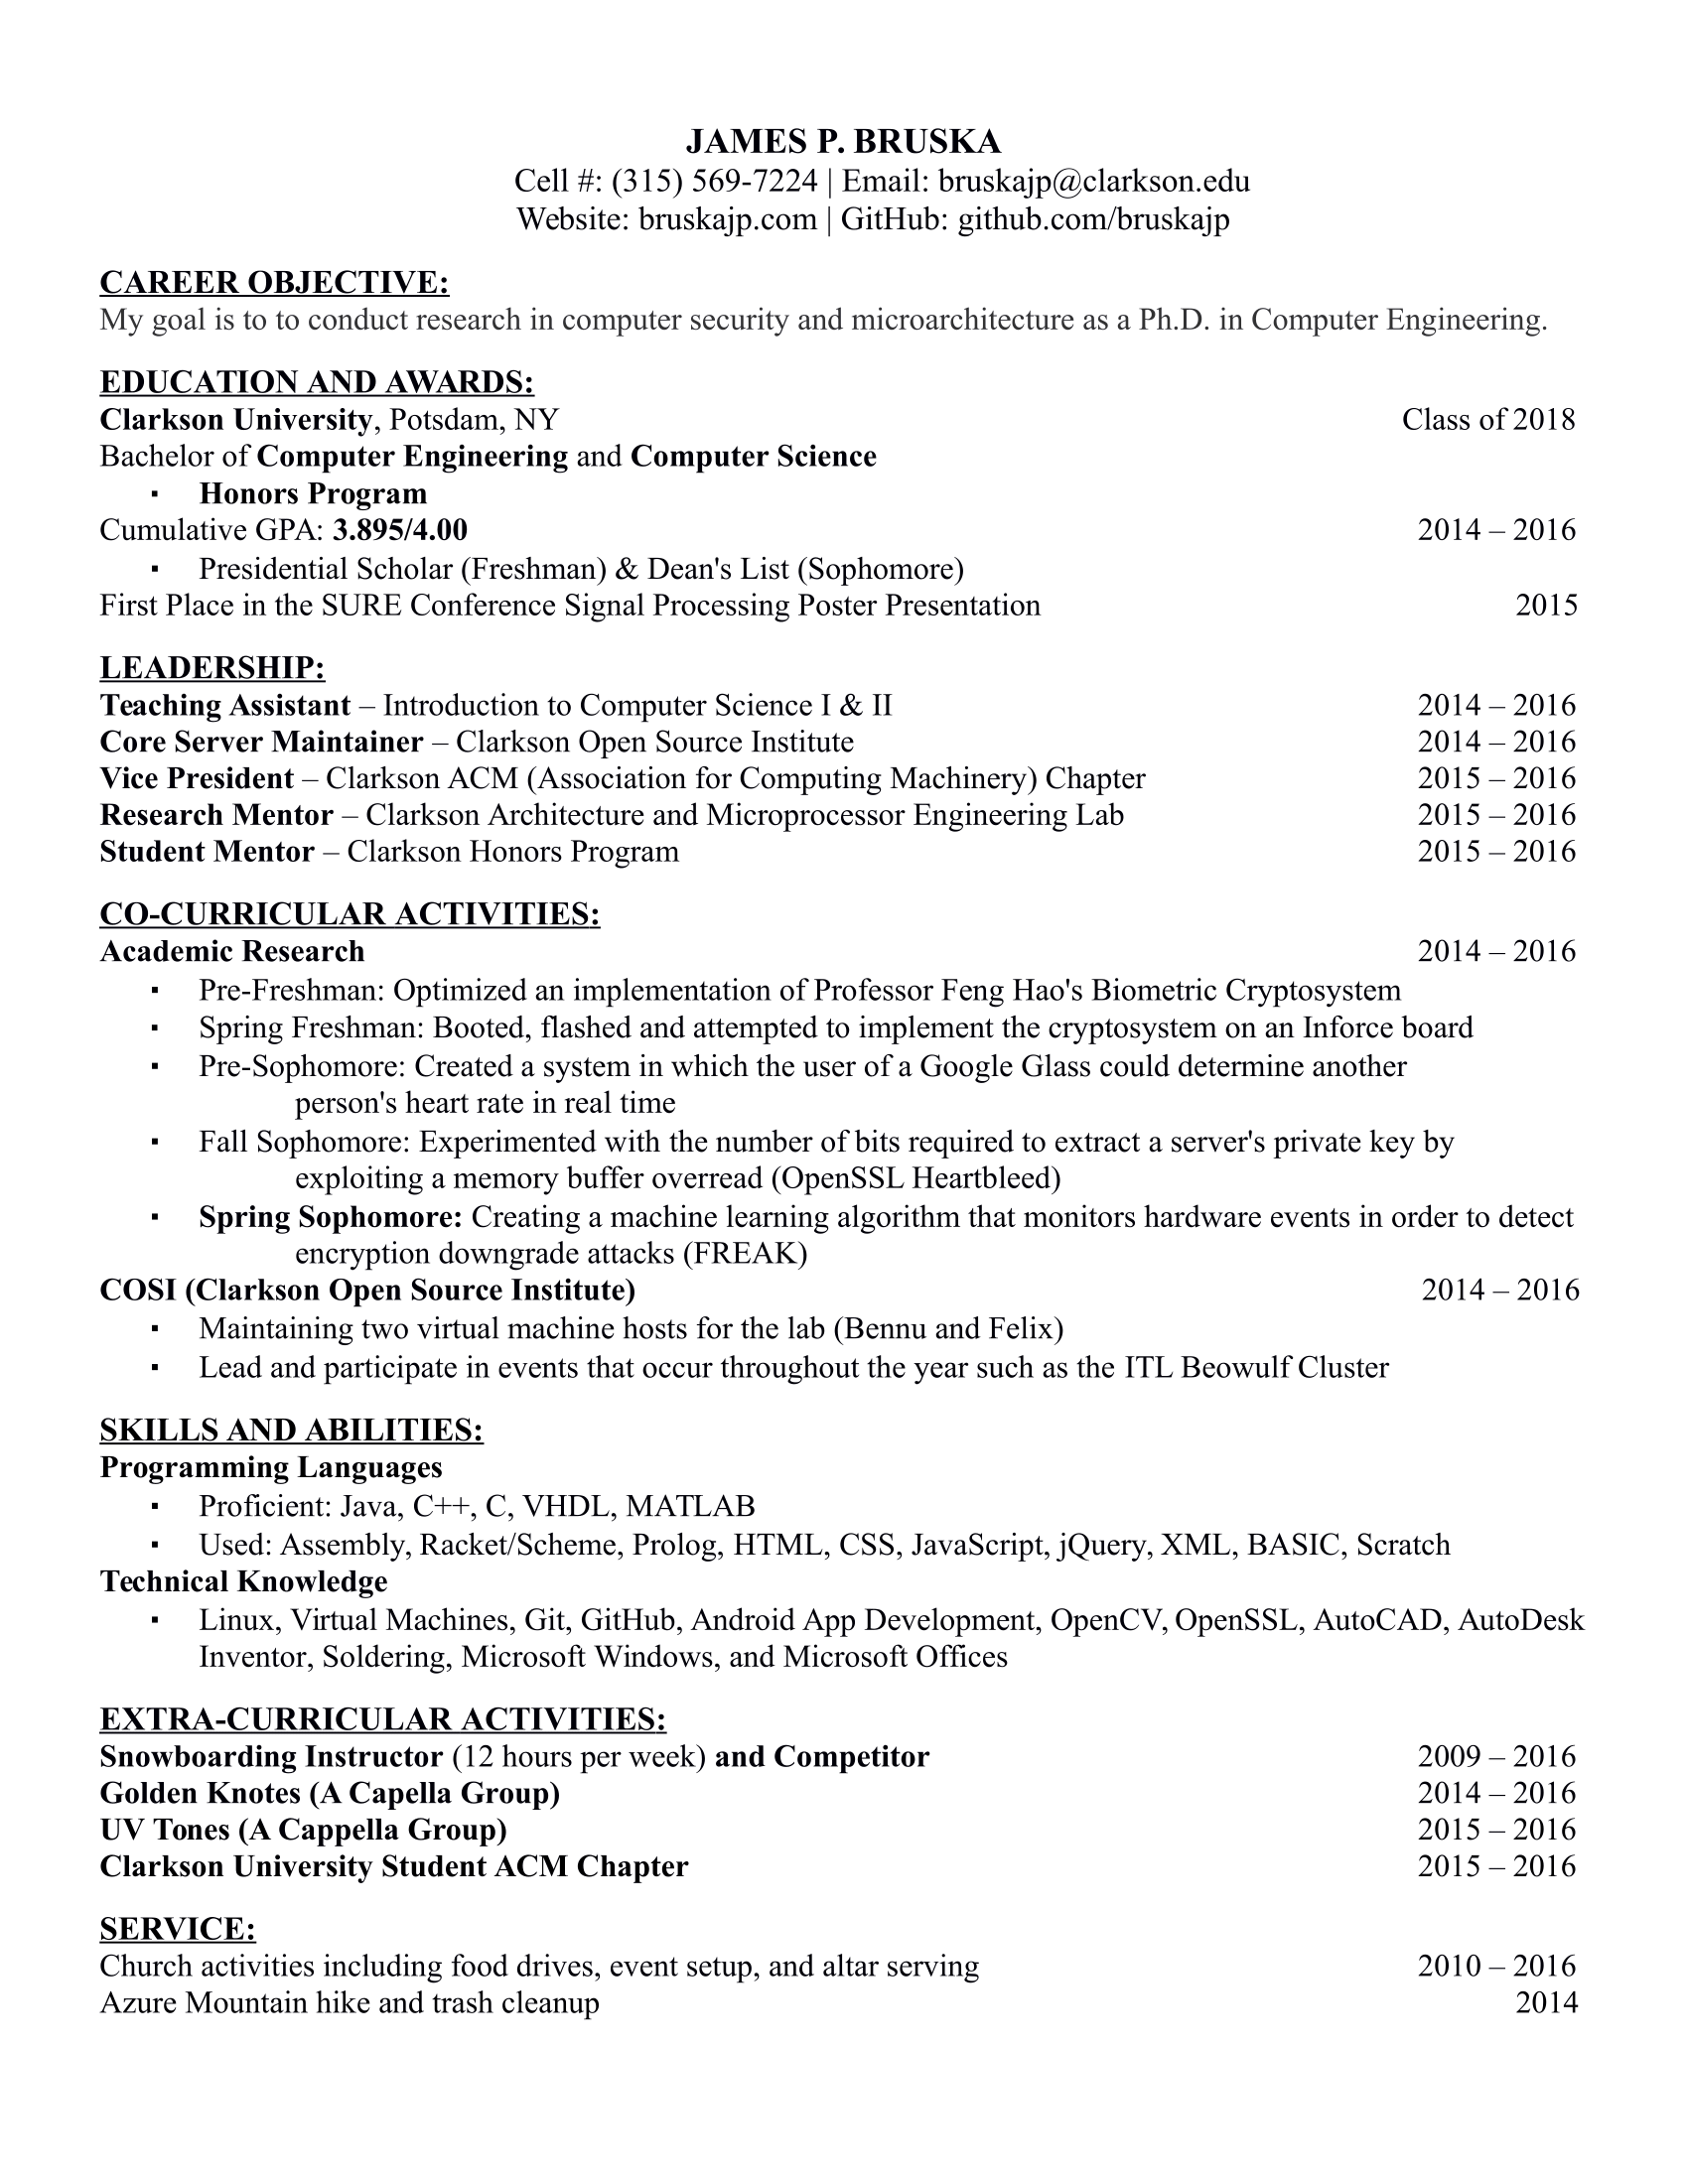 JAMES P. BRUSKA
Cell #: (315) 569-7224 | Email: bruskajp@clarkson.edu
Website: bruskajp.com | GitHub: github.com/bruskajp
CAREER OBJECTIVE:
My goal is to to conduct research in computer security and microarchitecture as a Ph.D. in Computer Engineering.
EDUCATION AND AWARDS:
Clarkson University, Potsdam, NY Class of 2018
Bachelor of Computer Engineering and Computer Science
▪ Honors Program
Cumulative GPA: 3.895/4.00 2014 – 2016
▪ Presidential Scholar (Freshman) & Dean's List (Sophomore)
First Place in the SURE Conference Signal Processing Poster Presentation 2015
LEADERSHIP:
Teaching Assistant – Introduction to Computer Science I & II 2014 – 2016
Core Server Maintainer – Clarkson Open Source Institute 2014 – 2016
Vice President – Clarkson ACM (Association for Computing Machinery) Chapter 2015 – 2016
Research Mentor – Clarkson Architecture and Microprocessor Engineering Lab 2015 – 2016
Student Mentor – Clarkson Honors Program 2015 – 2016
CO-CURRICULAR ACTIVITIES:
Academic Research 2014 – 2016
▪ Pre-Freshman: Optimized an implementation of Professor Feng Hao's Biometric Cryptosystem
▪ Spring Freshman: Booted, flashed and attempted to implement the cryptosystem on an Inforce board
▪ Pre-Sophomore: Created a system in which the user of a Google Glass could determine another
person's heart rate in real time
▪ Fall Sophomore: Experimented with the number of bits required to extract a server's private key by
exploiting a memory buffer overread (OpenSSL Heartbleed)
▪ Spring Sophomore: Creating a machine learning algorithm that monitors hardware events in order to detect
encryption downgrade attacks (FREAK)
COSI (Clarkson Open Source Institute) 2014 – 2016
▪ Maintaining two virtual machine hosts for the lab (Bennu and Felix)
▪ Lead and participate in events that occur throughout the year such as the ITL Beowulf Cluster
SKILLS AND ABILITIES:
Programming Languages
▪ Proficient: Java, C++, C, VHDL, MATLAB
▪ Used: Assembly, Racket/Scheme, Prolog, HTML, CSS, JavaScript, jQuery, XML, BASIC, Scratch
Technical Knowledge
▪ Linux, Virtual Machines, Git, GitHub, Android App Development, OpenCV, OpenSSL, AutoCAD, AutoDesk
Inventor, Soldering, Microsoft Windows, and Microsoft Offices
EXTRA-CURRICULAR ACTIVITIES:
Snowboarding Instructor (12 hours per week) and Competitor 2009 – 2016
Golden Knotes (A Capella Group) 2014 – 2016
UV Tones (A Cappella Group) 2015 – 2016
Clarkson University Student ACM Chapter 2015 – 2016
SERVICE:
Church activities including food drives, event setup, and altar serving 2010 – 2016
Azure Mountain hike and trash cleanup 2014